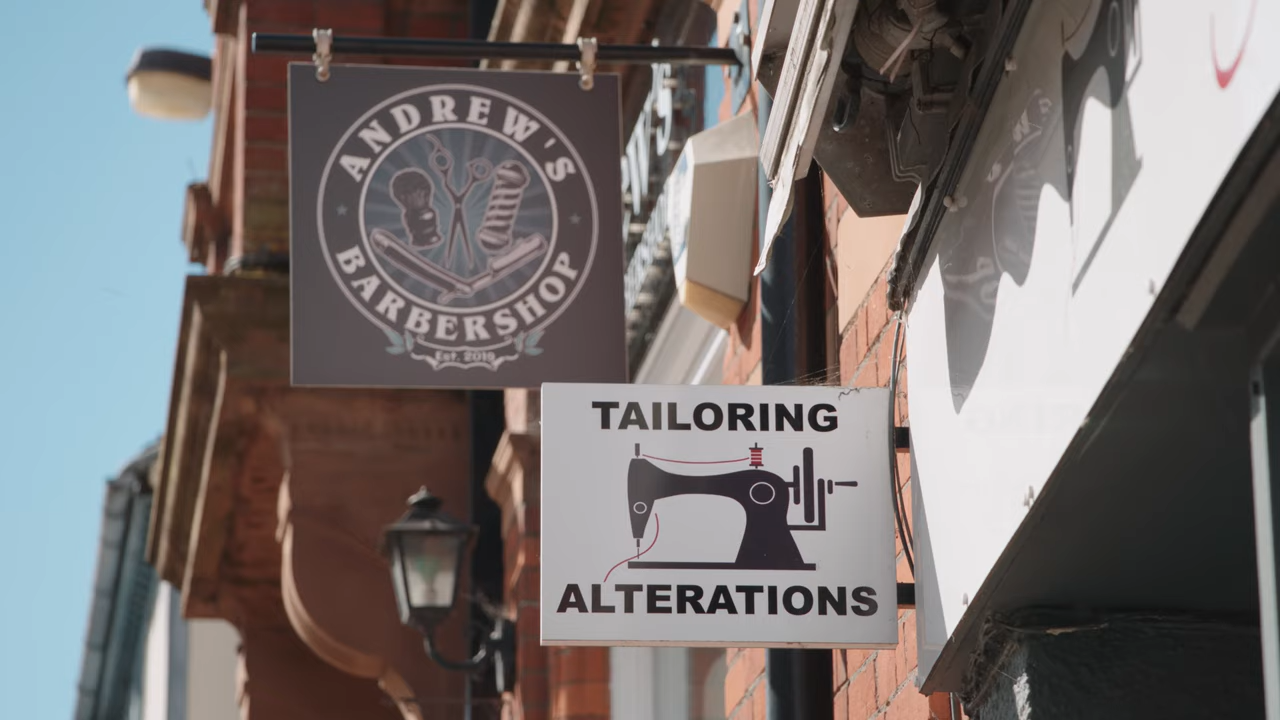 ANDREW'S
BARBERSHOP
Est. 2019
TAILORING
ALTERATIONS